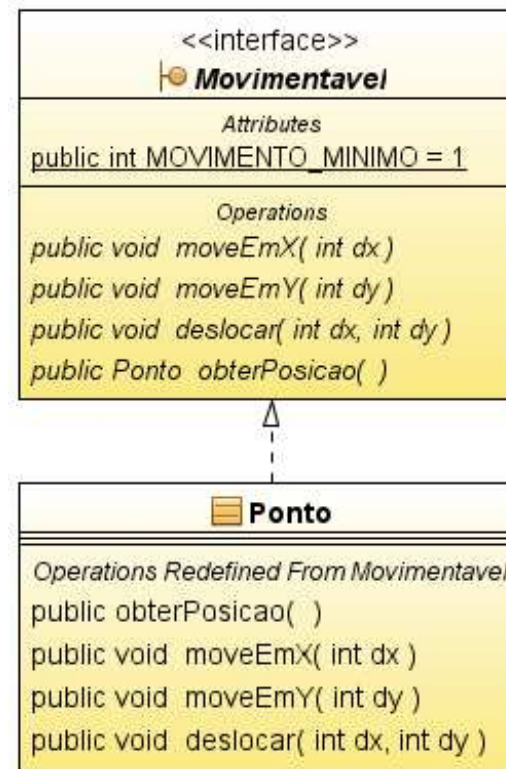 <<interface>>
Movimentavel
Attributes
public int MOVIMENTO_MINIMO = 1
Operations
public void moveEmX( int dx )
public void moveEmY( int dy )
public void deslocar( int dx, int dy )
public Ponto obterPosicao( )
Ponto
Operations Redefined From Movimentavel
public obterPosicao( )
public void moveEmX( int dx )
public void moveEmY( int dy )
public void deslocar( int dx, int dy )